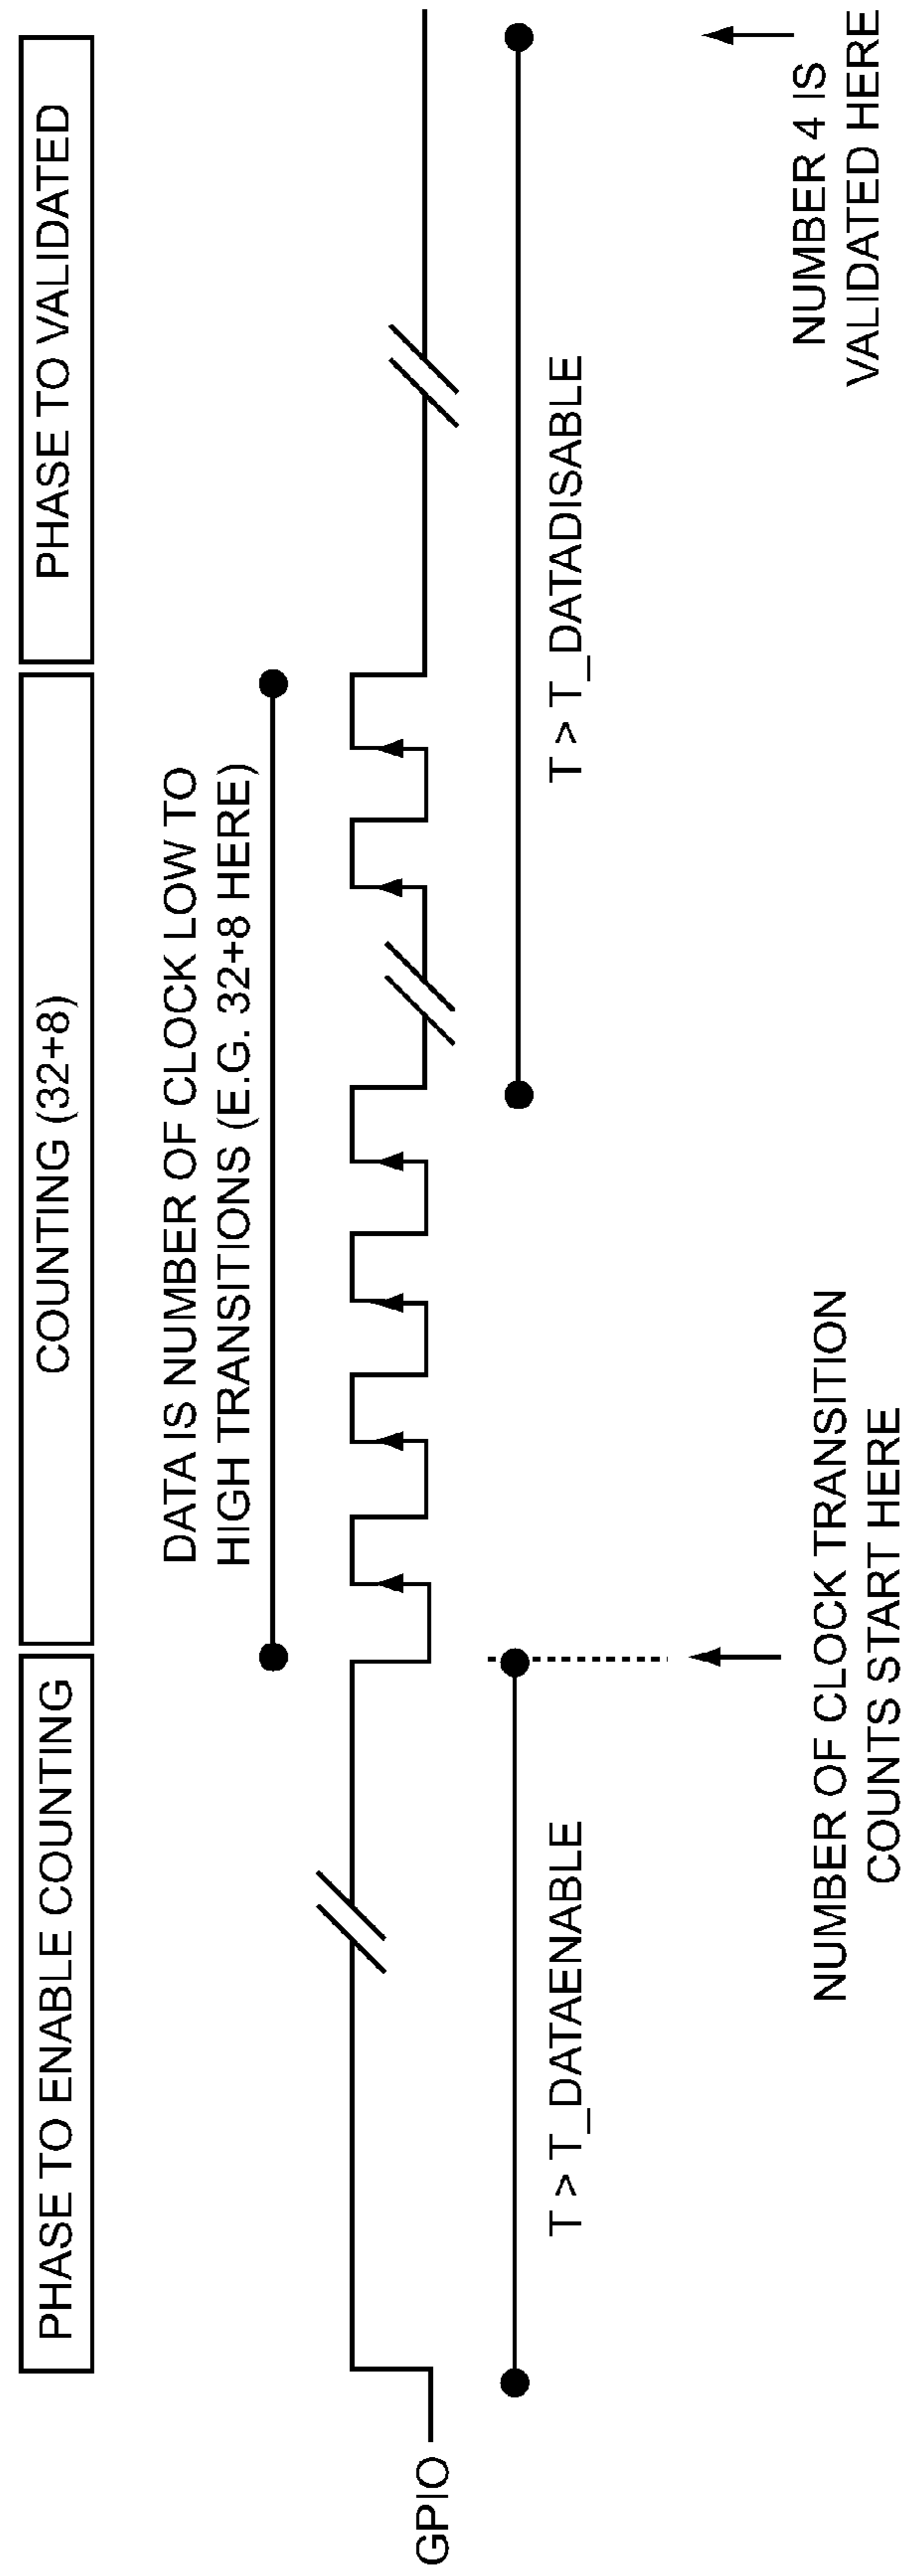 PHASE TO ENABLE COUNTING
COUNTING (32+8)
PHASE TO VALIDATED
DATA IS NUMBER OF CLOCK LOW TO
HIGH TRANSITIONS (E.G. 32+8 HERE)
GPIO
T > T_DATAENABLE
T > T_DATADISABLE
NUMBER OF CLOCK TRANSITION
COUNTS START HERE
NUMBER 4 IS
VALIDATED HERE